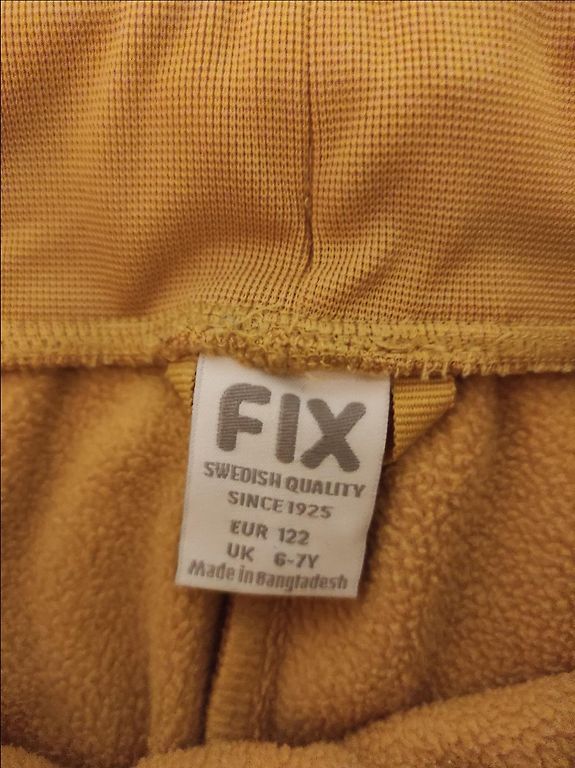 FIX
SWEDISH QUALITY
SINCE 1925
EUR 122
UK 6-7Y
Made in Bangladesh